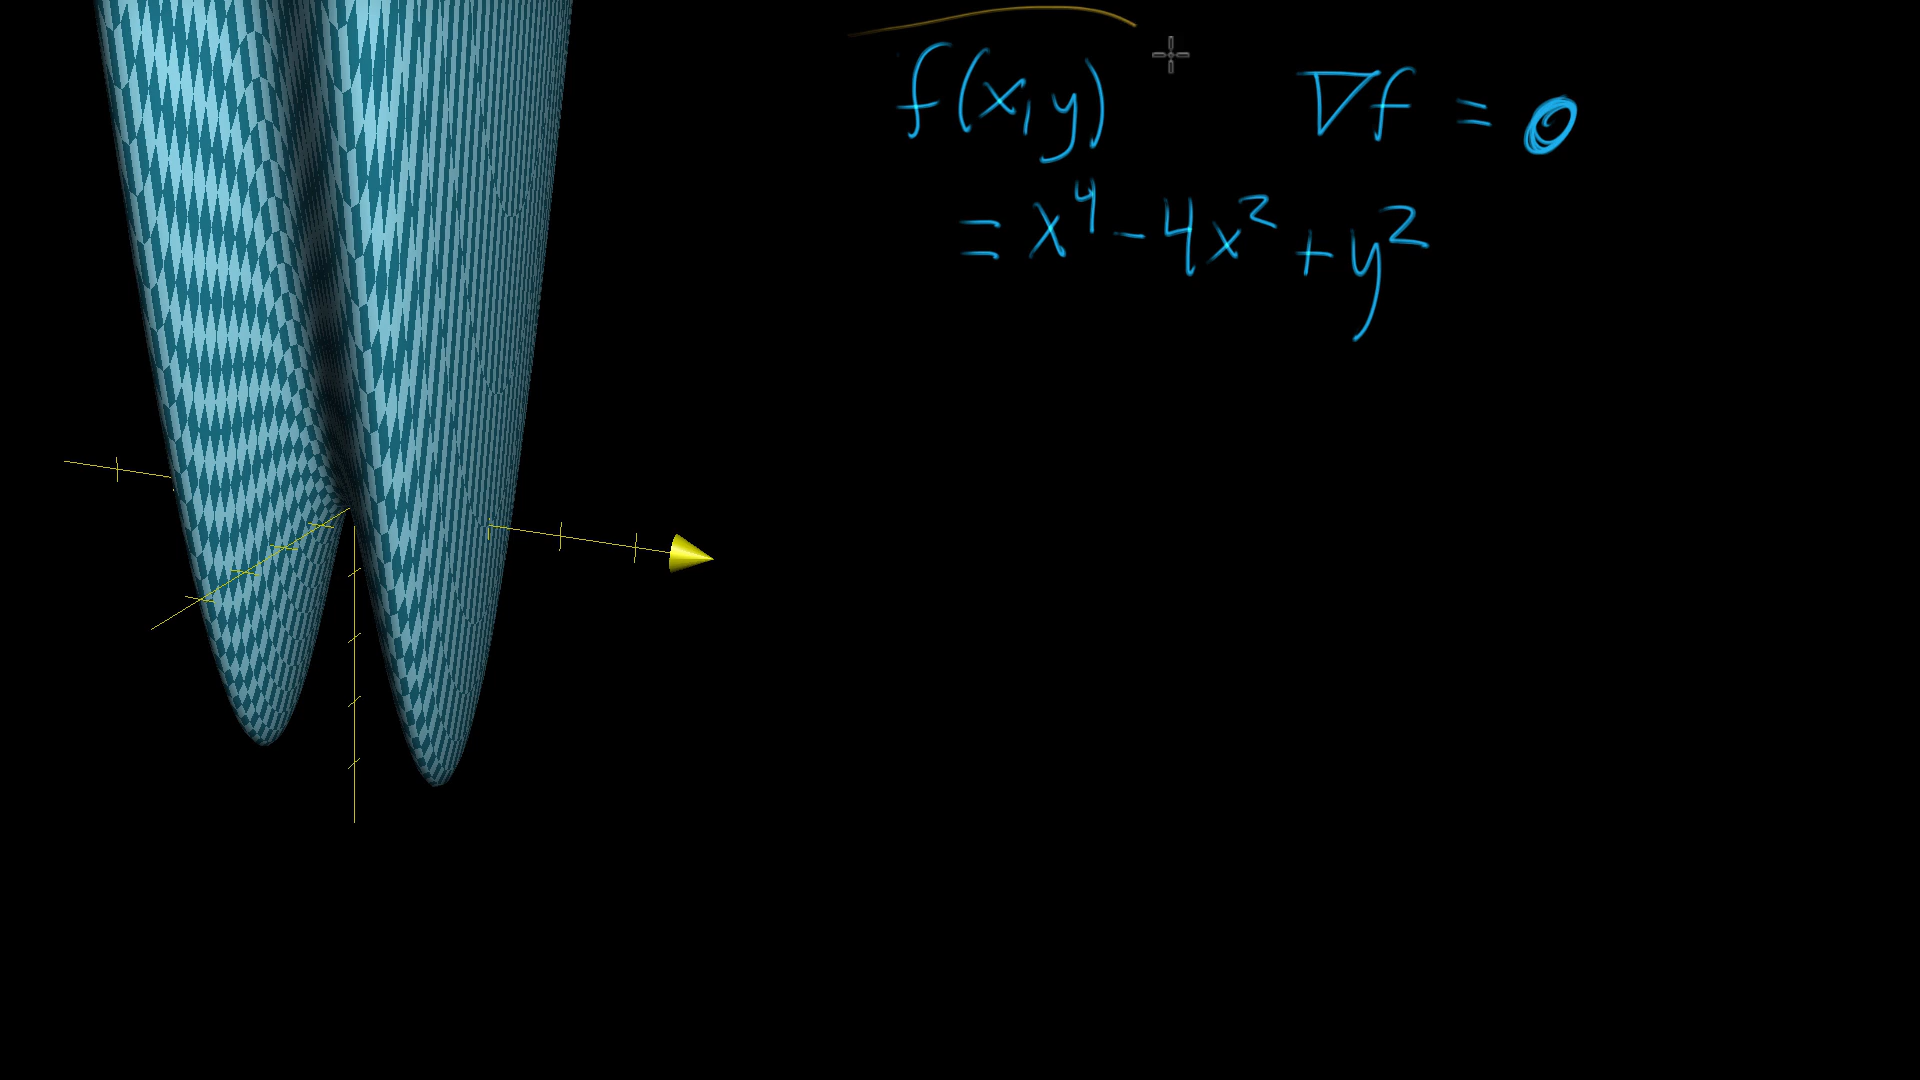 f(x,y) ∇f = 0
= x⁴ - 4x² + y²